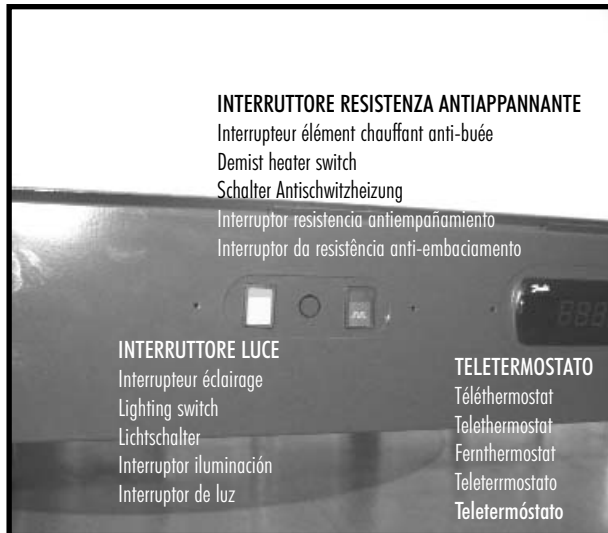 INTERRUTTORE RESISTENZA ANTIAPPANNANTE
Interrupteur élément chauffant anti-buée
Demist heater switch
Schalter Antischwitzheizung
Interruptor resistencia antiempañamiento
Interruptor da resistência anti-embaciamento
INTERRUTTORE LUCE
Interrupteur éclairage
Lighting switch
Lichtschalter
Interruptor iluminación
Interruptor de luz
TELETERMOSTATO
Téléthermostat
Telethermostat
Fernthermostat
Teletermostato
Teletermóstato